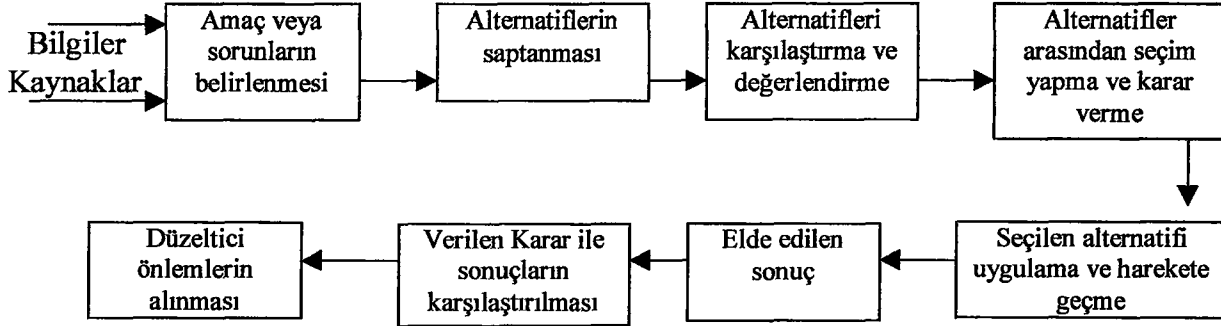 Bilgiler
Kaynaklar
Amaç veya
sorunların
belirlenmesi
Alternatiflerin
saptanması
Alternatifleri
karşılaştırma ve
değerlendirme
Alternatifler
arasından seçim
yapma ve karar
verme
Seçilen alternatifi
uygulama ve harekete
geçme
Elde edilen
sonuç
Verilen Karar ile
sonuçların
karşılaştırılması
Düzeltici
önlemlerin
alınması